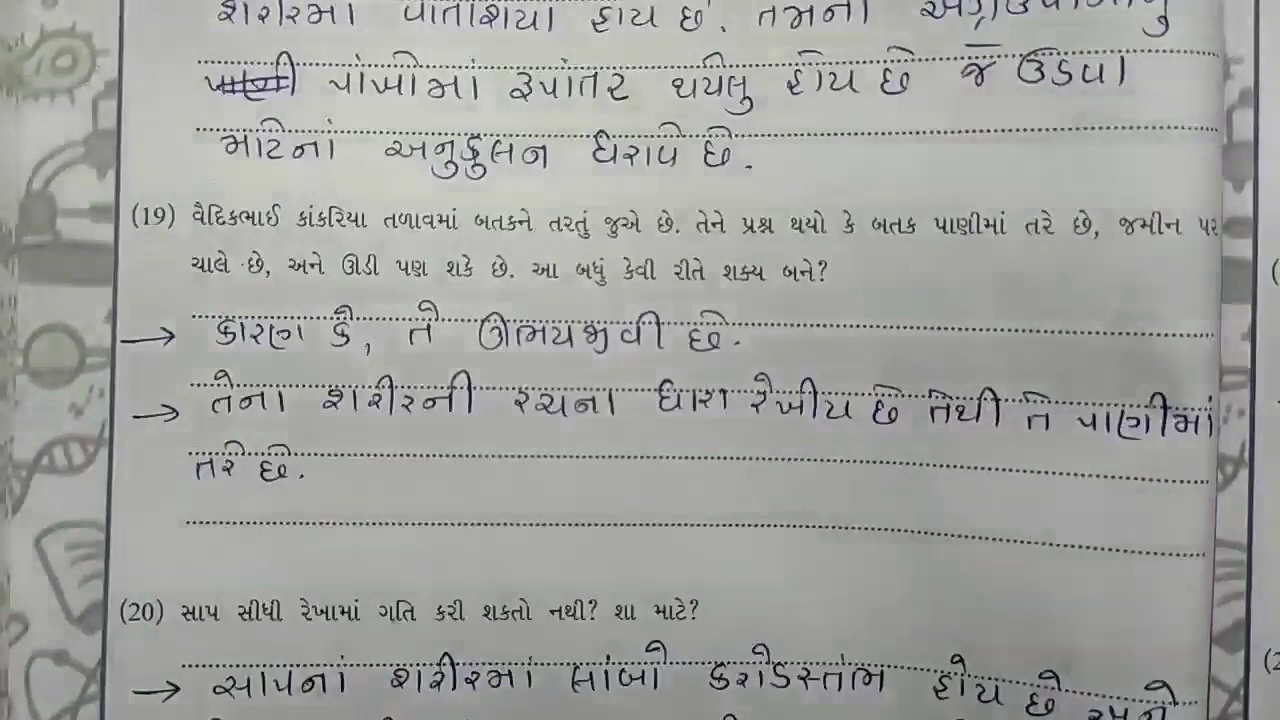 શરીરમાં વાતાશયો હોય છે. તેમના
પાંખોમાં રૂપાંતર થયેલુ હોય છે જે ઉડવા
માટેનાં અનુકુલન ધરાવે છે.
(19) વૈદિકભાઈ કાંકરિયા તળાવમાં બતકને તરતું જુએ છે. તેને પ્રશ્ન થયો કે બતક પાણીમાં તરે છે, જમીન પર
ચાલે છે, અને ઊડી પણ શકે છે. આ બધું કેવી રીતે શક્ય બને?
→ કારણ કે, તે ઊભયજીવી છે.
→ તેના શરીરની રચના ધારા રેખીય છે તેથી તે પાણીમાં
તરે છે.
(20) સાપ સીધી રેખામાં ગતિ કરી શકતો નથી? શા માટે?
→ સાપનાં શરીરમાં લાંબો કરોડસ્તંભ હોય છે અને